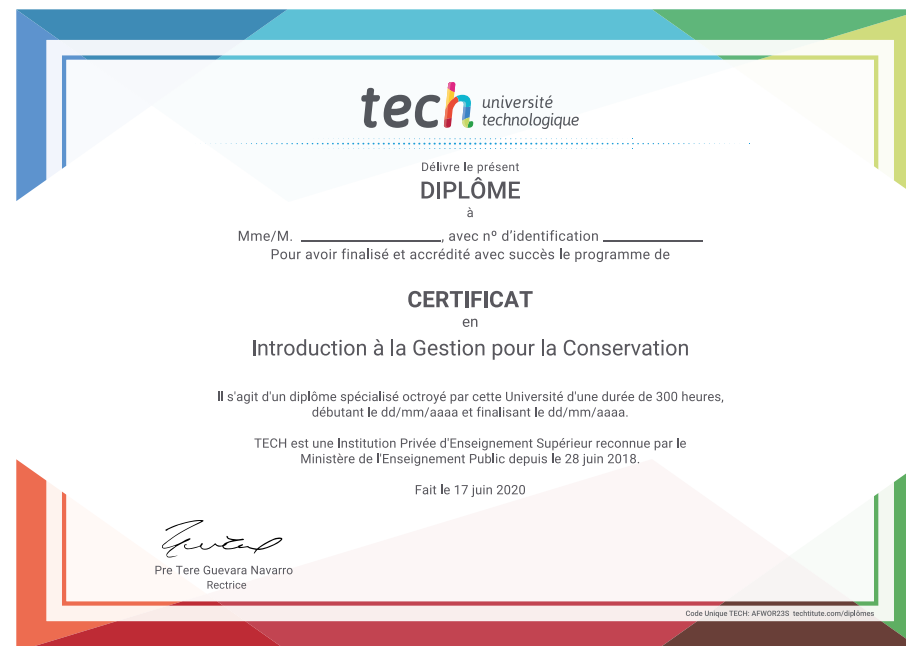 tech université
technologique
Délivre le présent
DIPLÔME
à
Mme/M. ____________________, avec nº d'identification ______________
Pour avoir finalisé et accrédité avec succès le programme de
CERTIFICAT
en
Introduction à la Gestion pour la Conservation
Il s'agit d'un diplôme spécialisé octroyé par cette Université d'une durée de 300 heures,
débutant le dd/mm/aaaa et finalisant le dd/mm/aaaa.
TECH est une Institution Privée d'Enseignement Supérieur reconnue par le
Ministère de l'Enseignement Public depuis le 28 juin 2018.
Fait le 17 juin 2020
Pre Tere Guevara Navarro
Rectrice
Code Unique TECH: AFWOR23S techtitute.com/diplômes